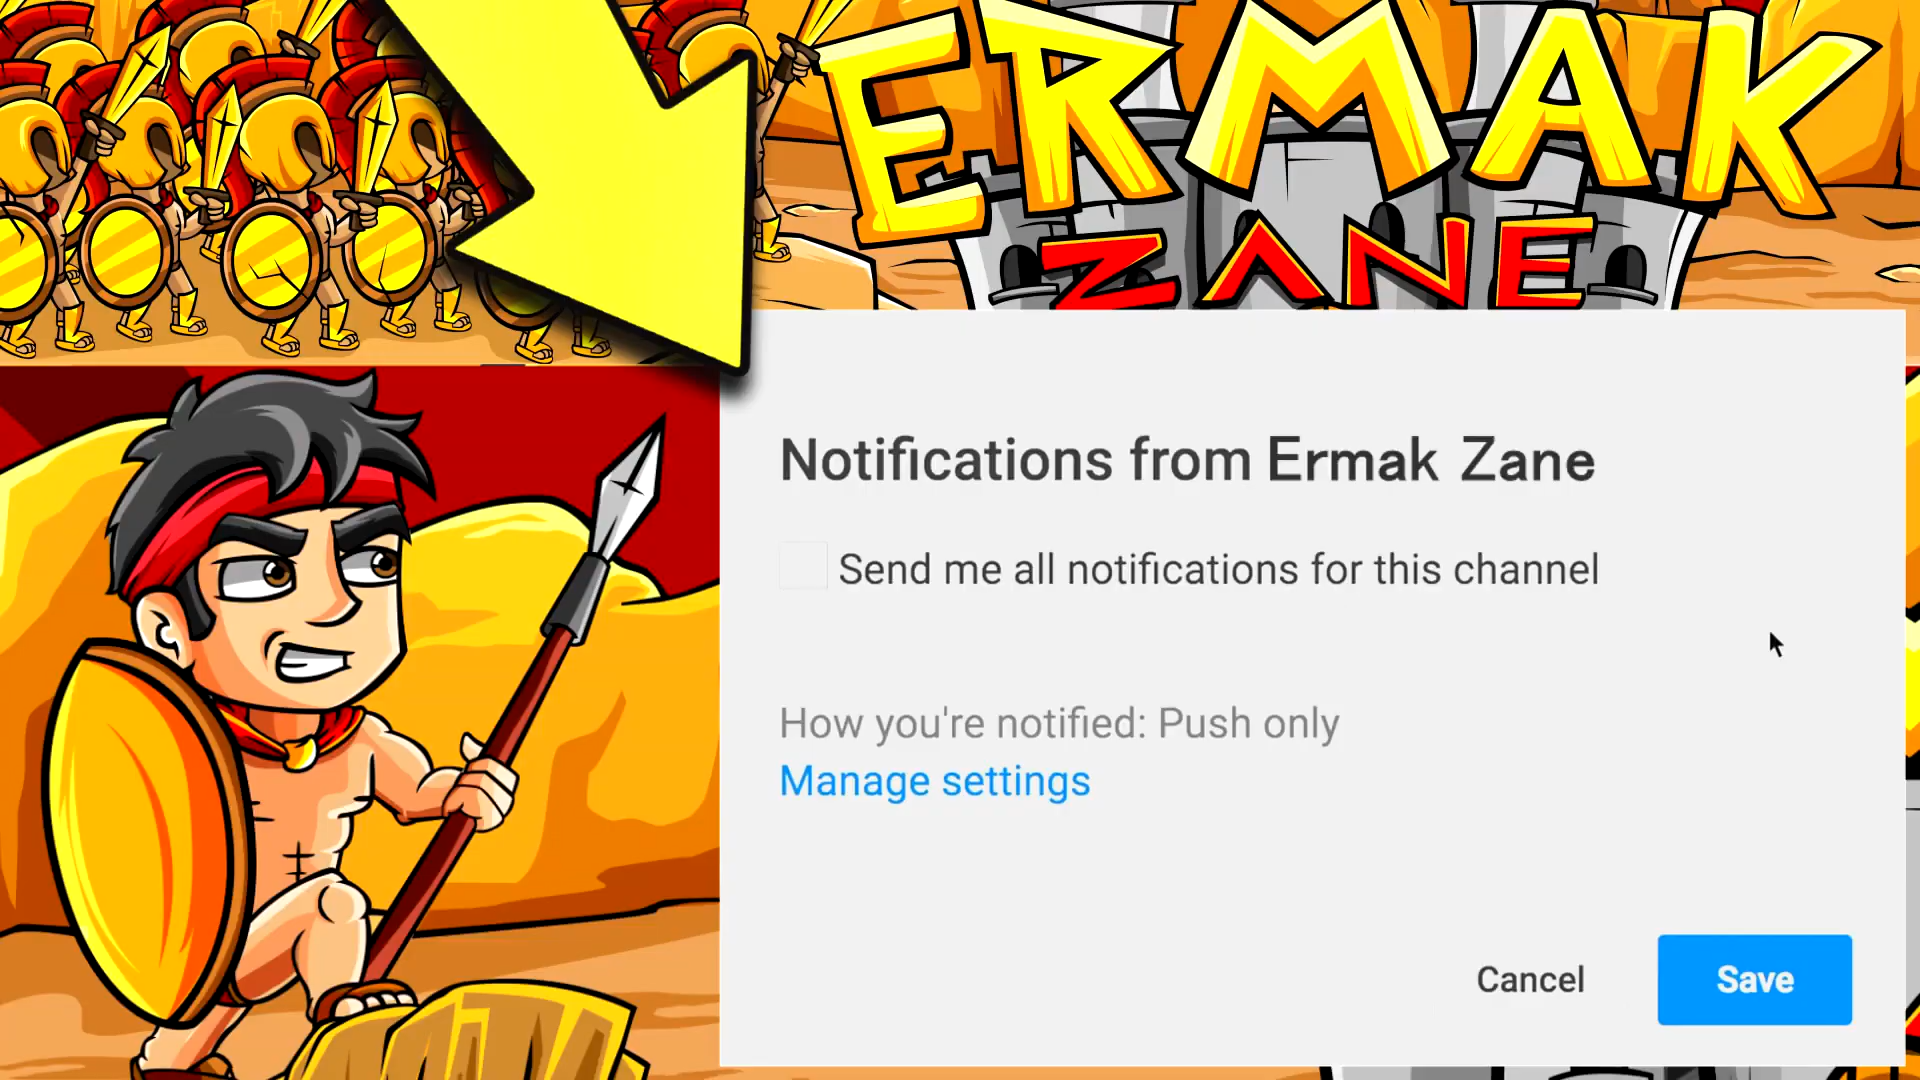 ERMAK
ZANE
Notifications from Ermak Zane
Send me all notifications for this channel
How you're notified: Push only
Manage settings
Cancel
Save